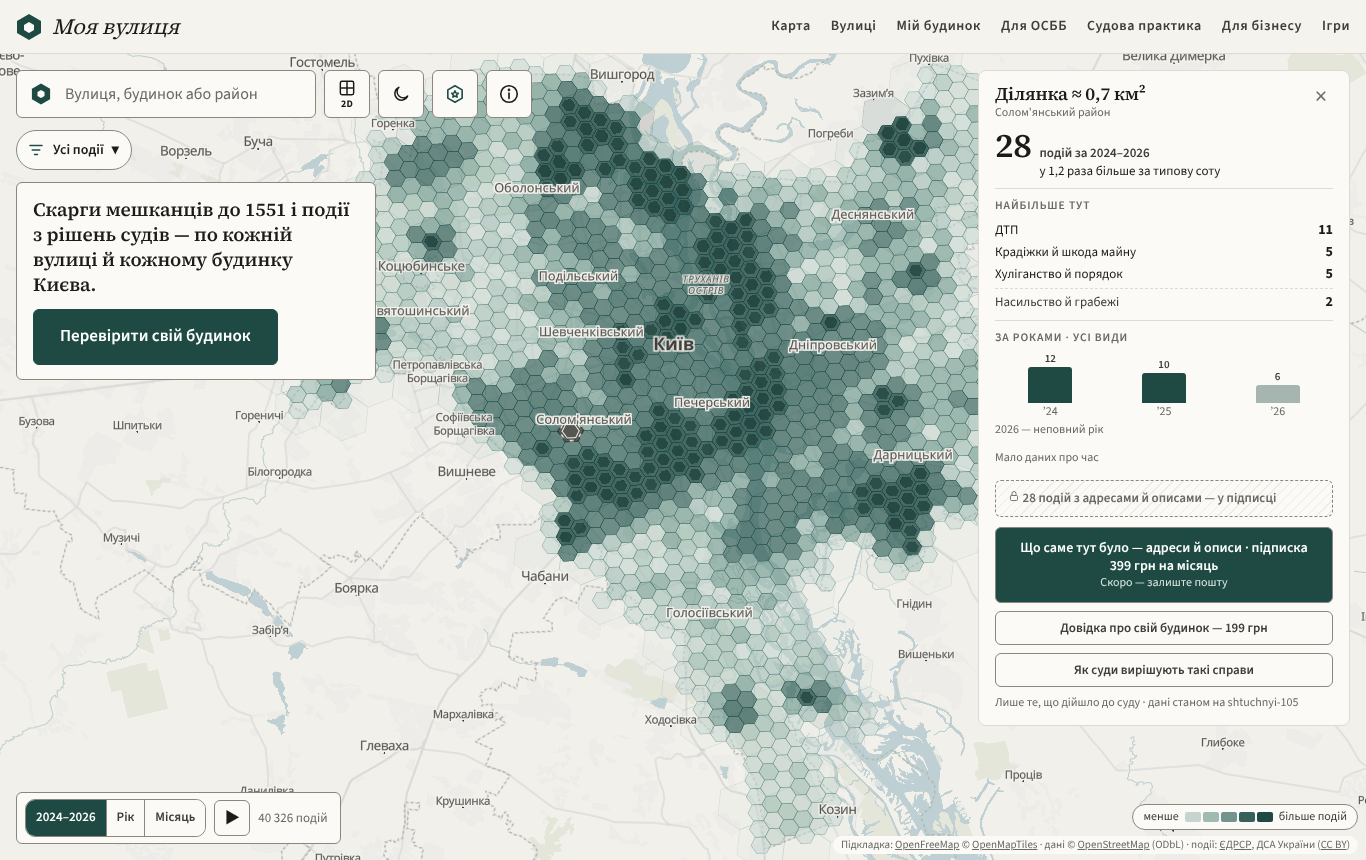 Моя вулиця
Карта
Вулиці
Мій будинок
Для ОСББ
Судова практика
Для бізнесу
Ігри
Вулиця, будинок або район
2D
Усі події ▼
Скарги мешканців до 1551 і події
з рішень судів — по кожній
вулиці й кожному будинку
Києва.
Перевірити свій будинок
Гостомель
Вишгород
Пухівка
Велика Димерка
Зазим'я
Погреби
Горенка
Буча
Ворзель
Оболонський
Деснянський
Коцюбинське
Подільський
ТРУХАНІВ
ОСТРІВ
Шевченківський
Київ
Дніпровський
Петропавлівська
Борщагівка
Печерський
Софіївська
Борщагівка
Солом'янський
Дарницький
Бузова
Шпитьки
Гореничі
Білогородка
Вишневе
Музичі
Чабани
Боярка
Голосіївський
Гнідин
Забір'я
Вишеньки
Мархалівка
Ходосівка
Глеваха
Глибоке
Проців
Данилівка
Крушинка
Козин
Путрівка
Ділянка ≈ 0,7 км²
Солом'янський район
28 подій за 2024–2026
у 1,2 раза більше за типову соту
НАЙБІЛЬШЕ ТУТ
ДТП 11
Крадіжки й шкода майну 5
Хуліганство й порядок 5
Насильство й грабежі 2
ЗА РОКАМИ · УСІ ВИДИ
12 10 6
'24 '25 '26
2026 — неповний рік
Мало даних про час
28 подій з адресами й описами — у підписці
Що саме тут було — адреси й описи · підписка
399 грн на місяць
Скоро — залиште пошту
Довідка про свій будинок — 199 грн
Як суди вирішують такі справи
Лише те, що дійшло до суду · дані станом на shtuchnyi-105
2024–2026
Рік
Місяць
40 326 подій
менше
більше подій
Підкладка: OpenFreeMap © OpenMapTiles · дані © OpenStreetMap (ODbL) · події: ЄДРСР, ДСА України (CC BY)